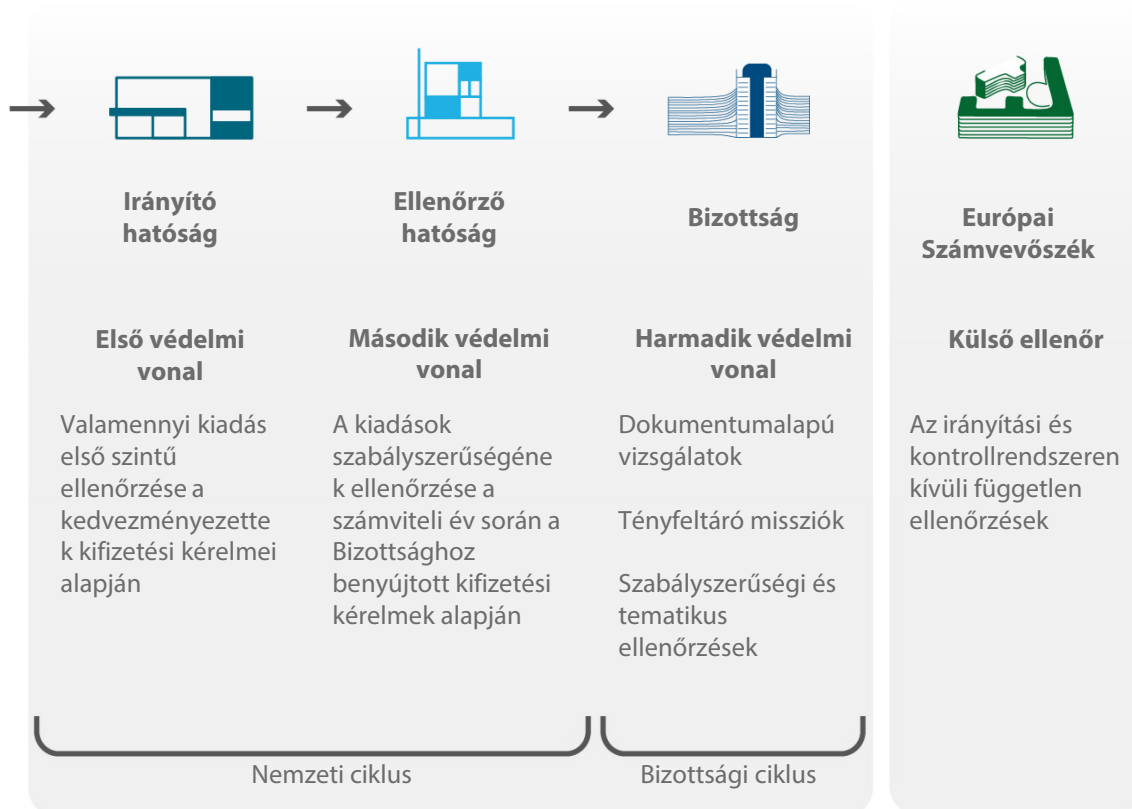 Irányító
hatóság
Első védelmi
vonal
Valamennyi kiadás
első szintű
ellenőrzése a
kedvezményezette
k kifizetési kérelmei
alapján
Ellenőrző
hatóság
Második védelmi
vonal
A kiadások
szabályszerűségéne
k ellenőrzése a
számviteli év során a
Bizottsághoz
benyújtott kifizetési
kérelmek alapján
Bizottság
Harmadik védelmi
vonal
Dokumentumalapú
vizsgálatok
Tényfeltáró missziók
Szabályszerűségi és
tematikus
ellenőrzések
Nemzeti ciklus
Bizottsági ciklus
Európai
Számvevőszék
Külső ellenőr
Az irányítási és
kontrollrendszeren
kívüli független
ellenőrzések